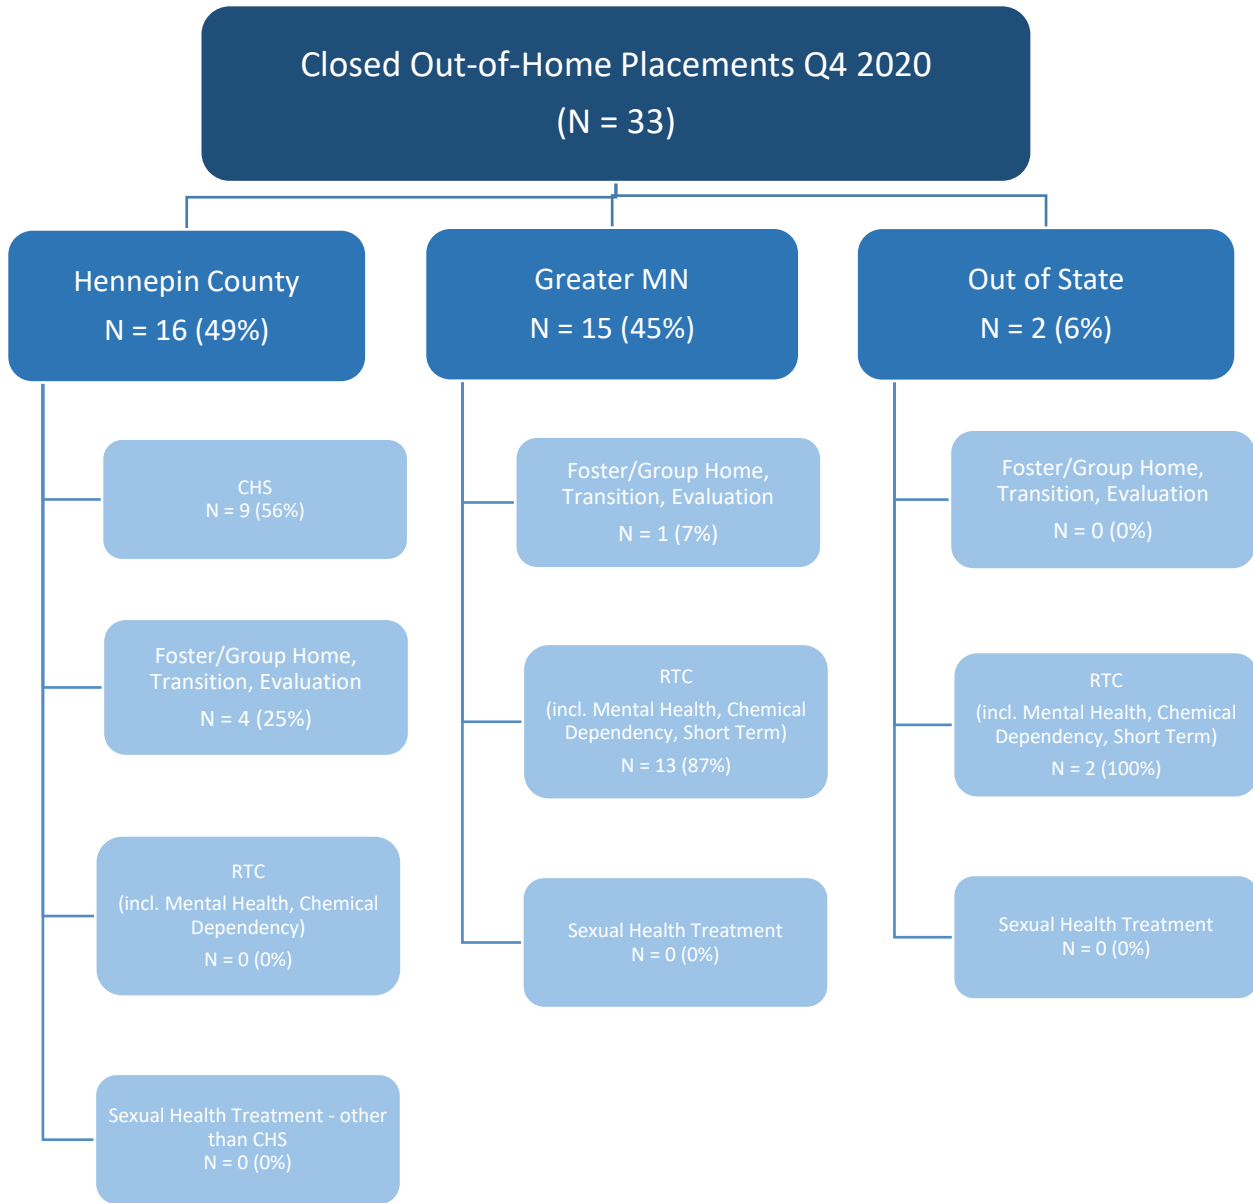 Closed Out-of-Home Placements Q4 2020
(N = 33)
Hennepin County
N = 16 (49%)
Greater MN
N = 15 (45%)
Out of State
N = 2 (6%)
CHS
N = 9 (56%)
Foster/Group Home,
Transition, Evaluation
N = 4 (25%)
RTC
(incl. Mental Health, Chemical
Dependency)
N = 0 (0%)
Sexual Health Treatment - other
than CHS
N = 0 (0%)
Foster/Group Home,
Transition, Evaluation
N = 1 (7%)
RTC
(incl. Mental Health, Chemical
Dependency, Short Term)
N = 13 (87%)
Sexual Health Treatment
N = 0 (0%)
Foster/Group Home,
Transition, Evaluation
N = 0 (0%)
RTC
(incl. Mental Health, Chemical
Dependency, Short Term)
N = 2 (100%)
Sexual Health Treatment
N = 0 (0%)